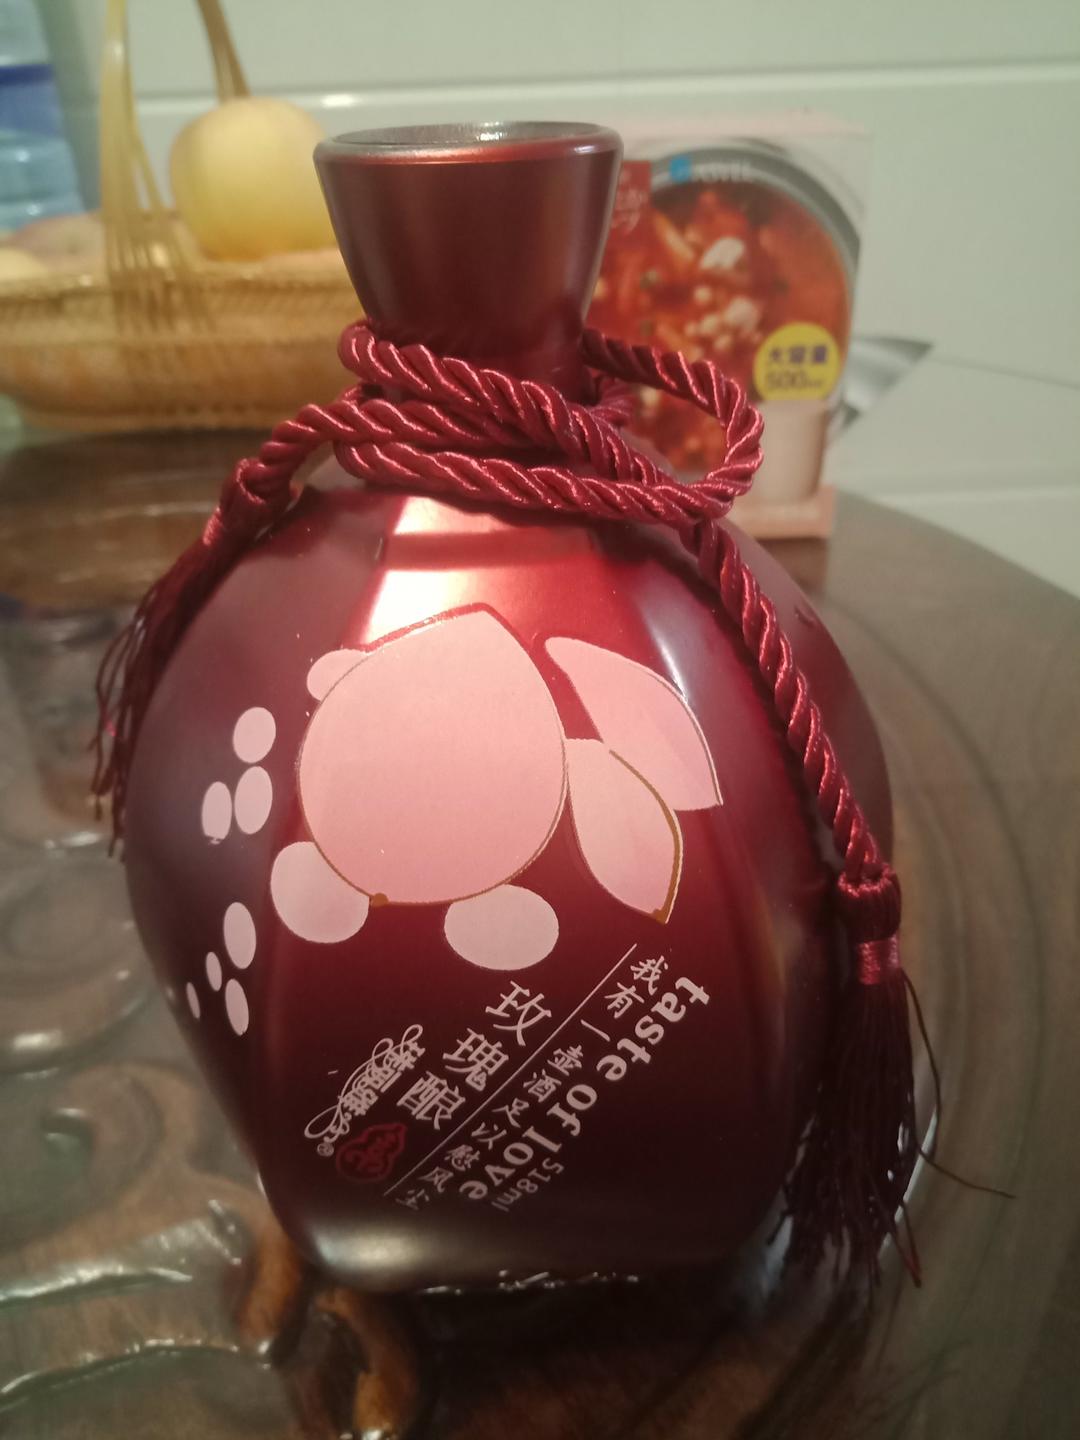 大容量
500ml
taste of love
518ml
我有一壶酒足以慰风尘
玫瑰酿